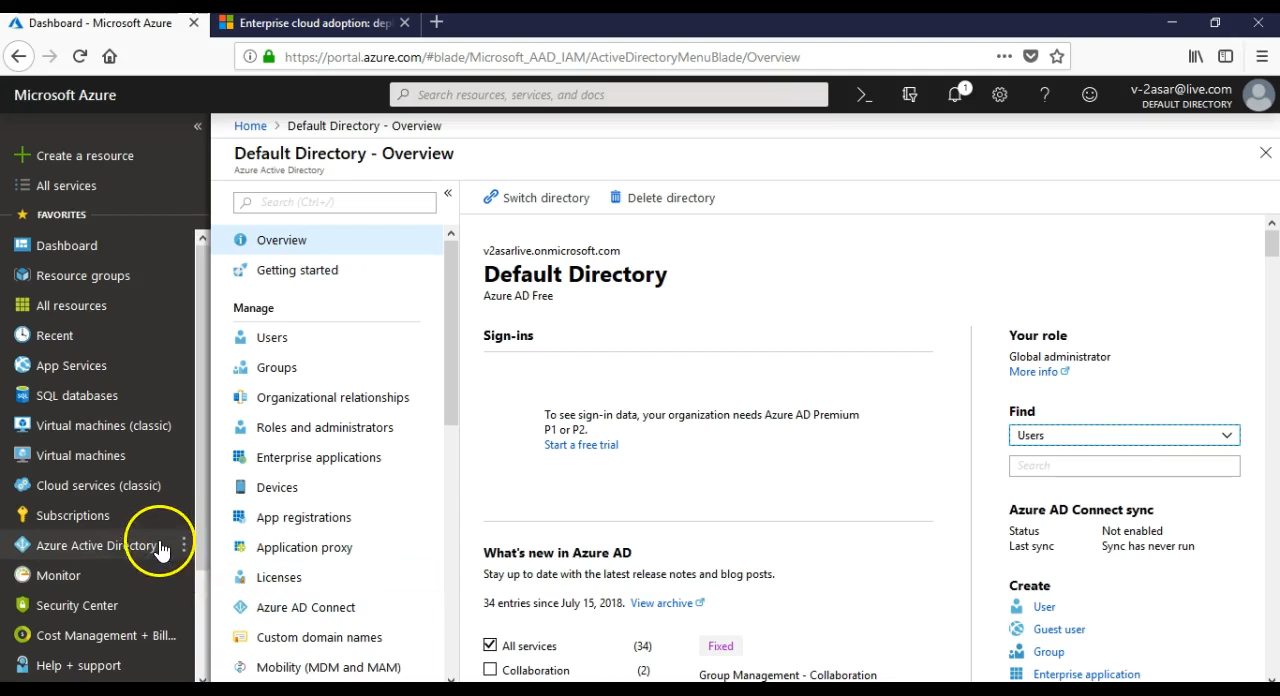 Dashboard - Microsoft Azure
Enterprise cloud adoption: dep
https://portal.azure.com/#blade/Microsoft_AAD_IAM/ActiveDirectoryMenuBlade/Overview
Microsoft Azure
Search resources, services, and docs
1
v-2asar@live.com
DEFAULT DIRECTORY
Create a resource
All services
FAVORITES
Dashboard
Resource groups
All resources
Recent
App Services
SQL databases
Virtual machines (classic)
Virtual machines
Cloud services (classic)
Subscriptions
Azure Active Directory
Monitor
Security Center
Cost Management + Bill...
Help + support
Home > Default Directory - Overview
Default Directory - Overview
Azure Active Directory
Search (Ctrl+/)
Overview
Getting started
Manage
Users
Groups
Organizational relationships
Roles and administrators
Enterprise applications
Devices
App registrations
Application proxy
Licenses
Azure AD Connect
Custom domain names
Mobility (MDM and MAM)
Switch directory
Delete directory
v2asarlive.onmicrosoft.com
Default Directory
Azure AD Free
Sign-ins
To see sign-in data, your organization needs Azure AD Premium
P1 or P2.
Start a free trial
What's new in Azure AD
Stay up to date with the latest release notes and blog posts.
34 entries since July 15, 2018. View archive
All services (34)
Collaboration (2)
Fixed
Group Management - Collaboration
Your role
Global administrator
More info
Find
Users
Search
Azure AD Connect sync
Status Not enabled
Last sync Sync has never run
Create
User
Guest user
Group
Enterprise application